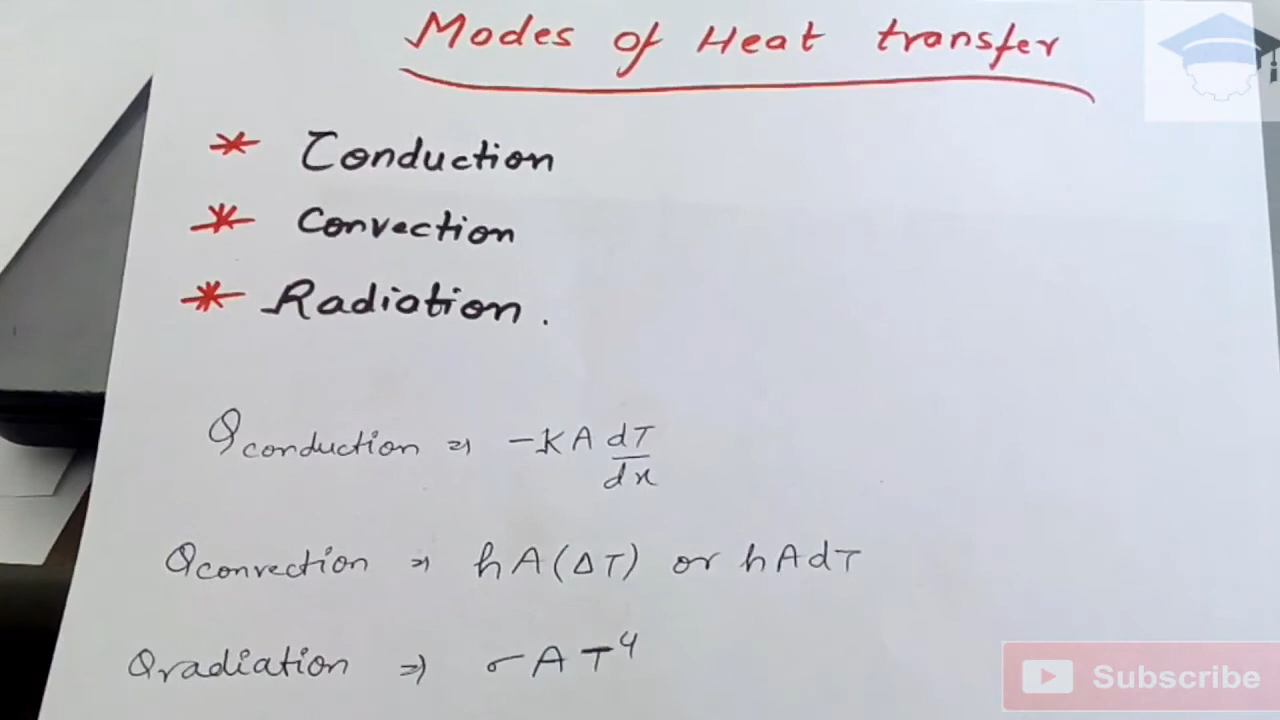 Modes of Heat transfer
* Conduction
* Convection
* Radiation.
Qconduction ⇒ -KA dT/dx
Qconvection ⇒ hA(ΔT) or hAdT
Qradiation ⇒ σAT⁴
Subscribe